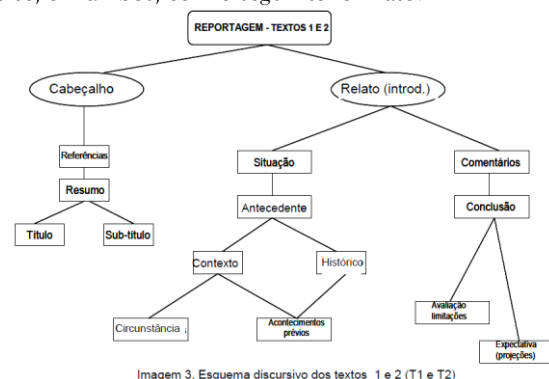 REPORTAGEM - TEXTOS 1 E 2
Cabeçalho
Relato (introd.)
Referências
Situação
Comentários
Resumo
Antecedente
Conclusão
Título
Sub-título
Contexto
Histórico
Circunstância
Acontecimentos
prévios
Avaliação
limitações
Expectativa
(projeções)
Imagem 3. Esquema discursivo dos textos 1 e 2 (T1 e T2)